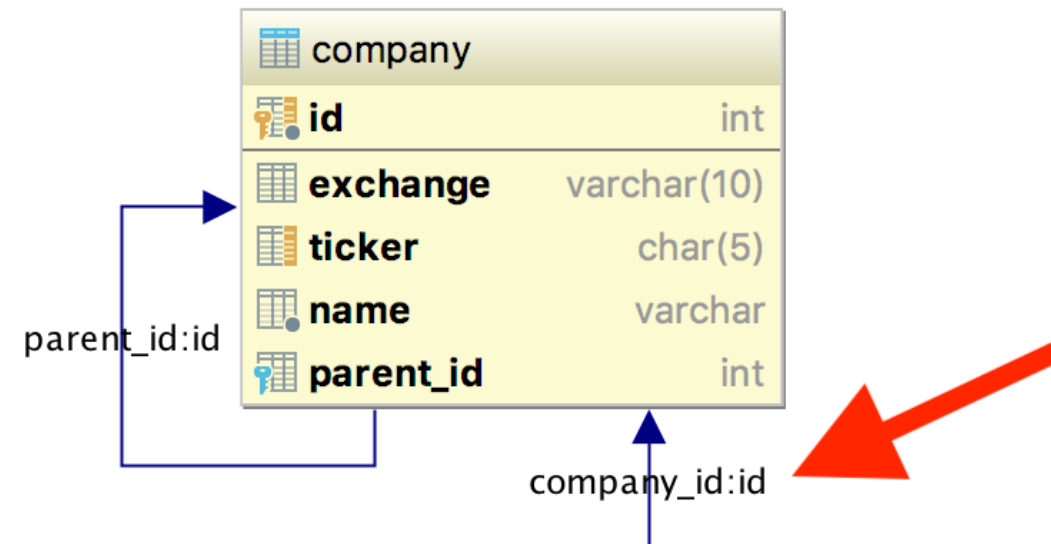 company
id int
exchange varchar(10)
ticker char(5)
name varchar
parent_id:id
parent_id int
company_id:id